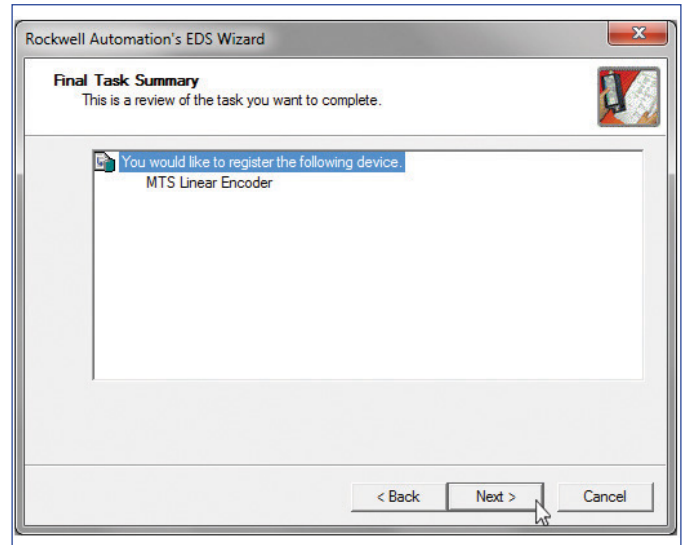 Rockwell Automation's EDS Wizard
Final Task Summary
This is a review of the task you want to complete.
You would like to register the following device.
MTS Linear Encoder
< Back
Next >
Cancel